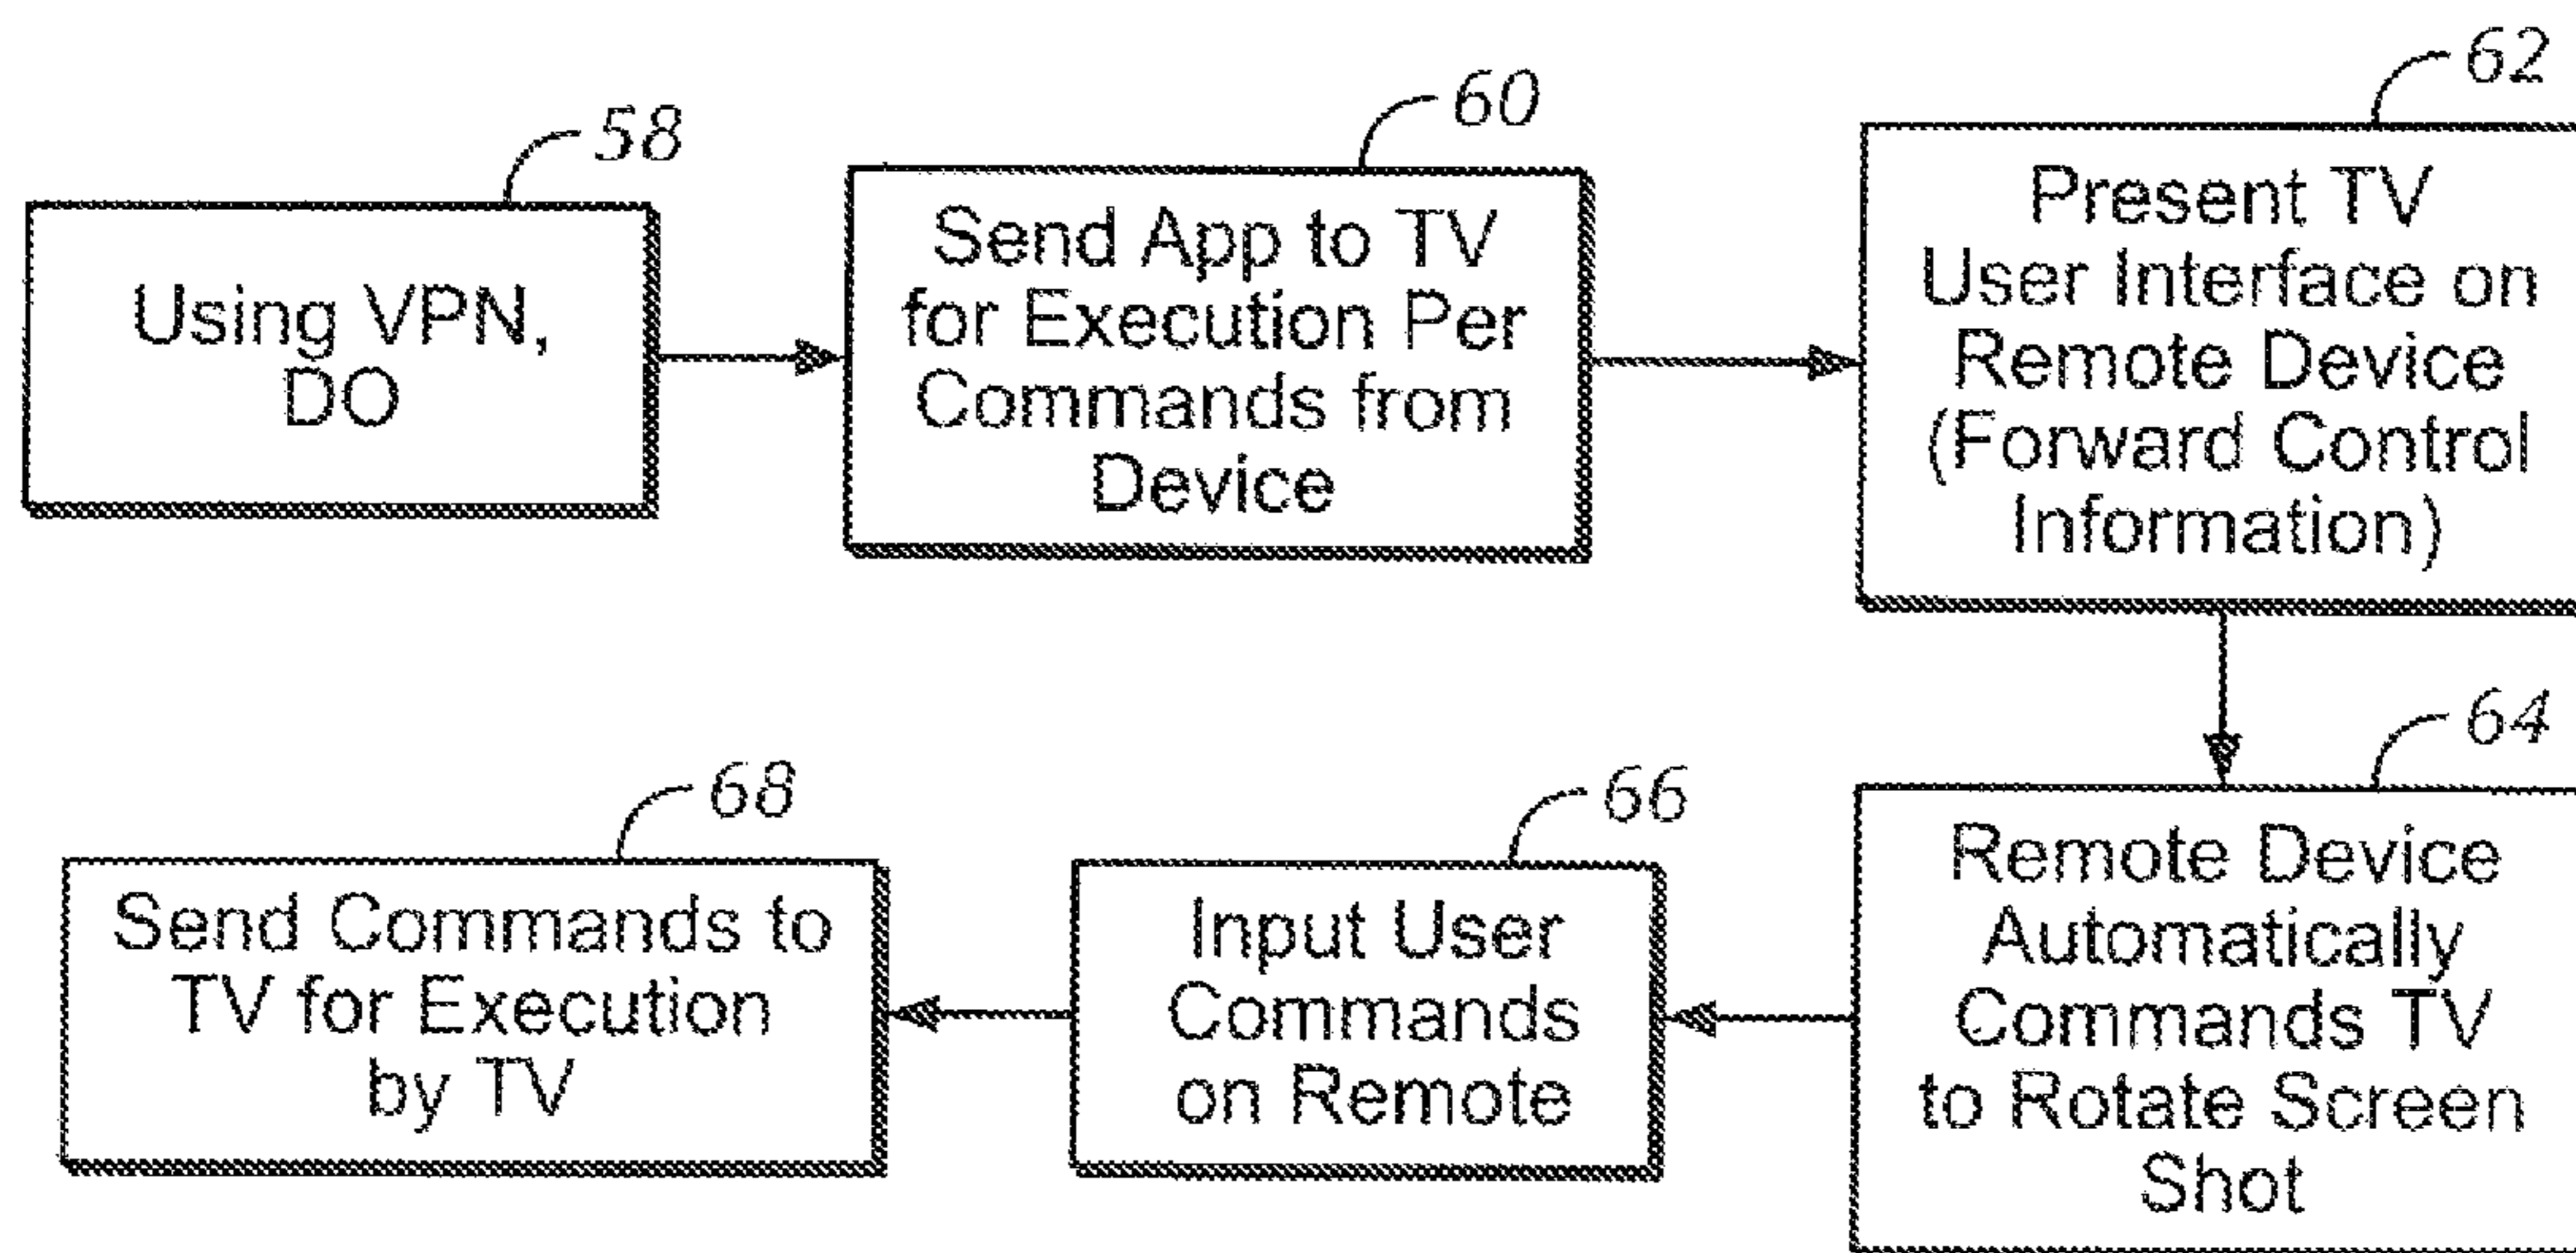 58
Using VPN,
DO
60
Send App to TV
for Execution Per
Commands from
Device
62
Present TV
User Interface on
Remote Device
(Forward Control
Information)
64
Remote Device
Automatically
Commands TV
to Rotate Screen
Shot
66
Input User
Commands
on Remote
68
Send Commands to
TV for Execution
by TV